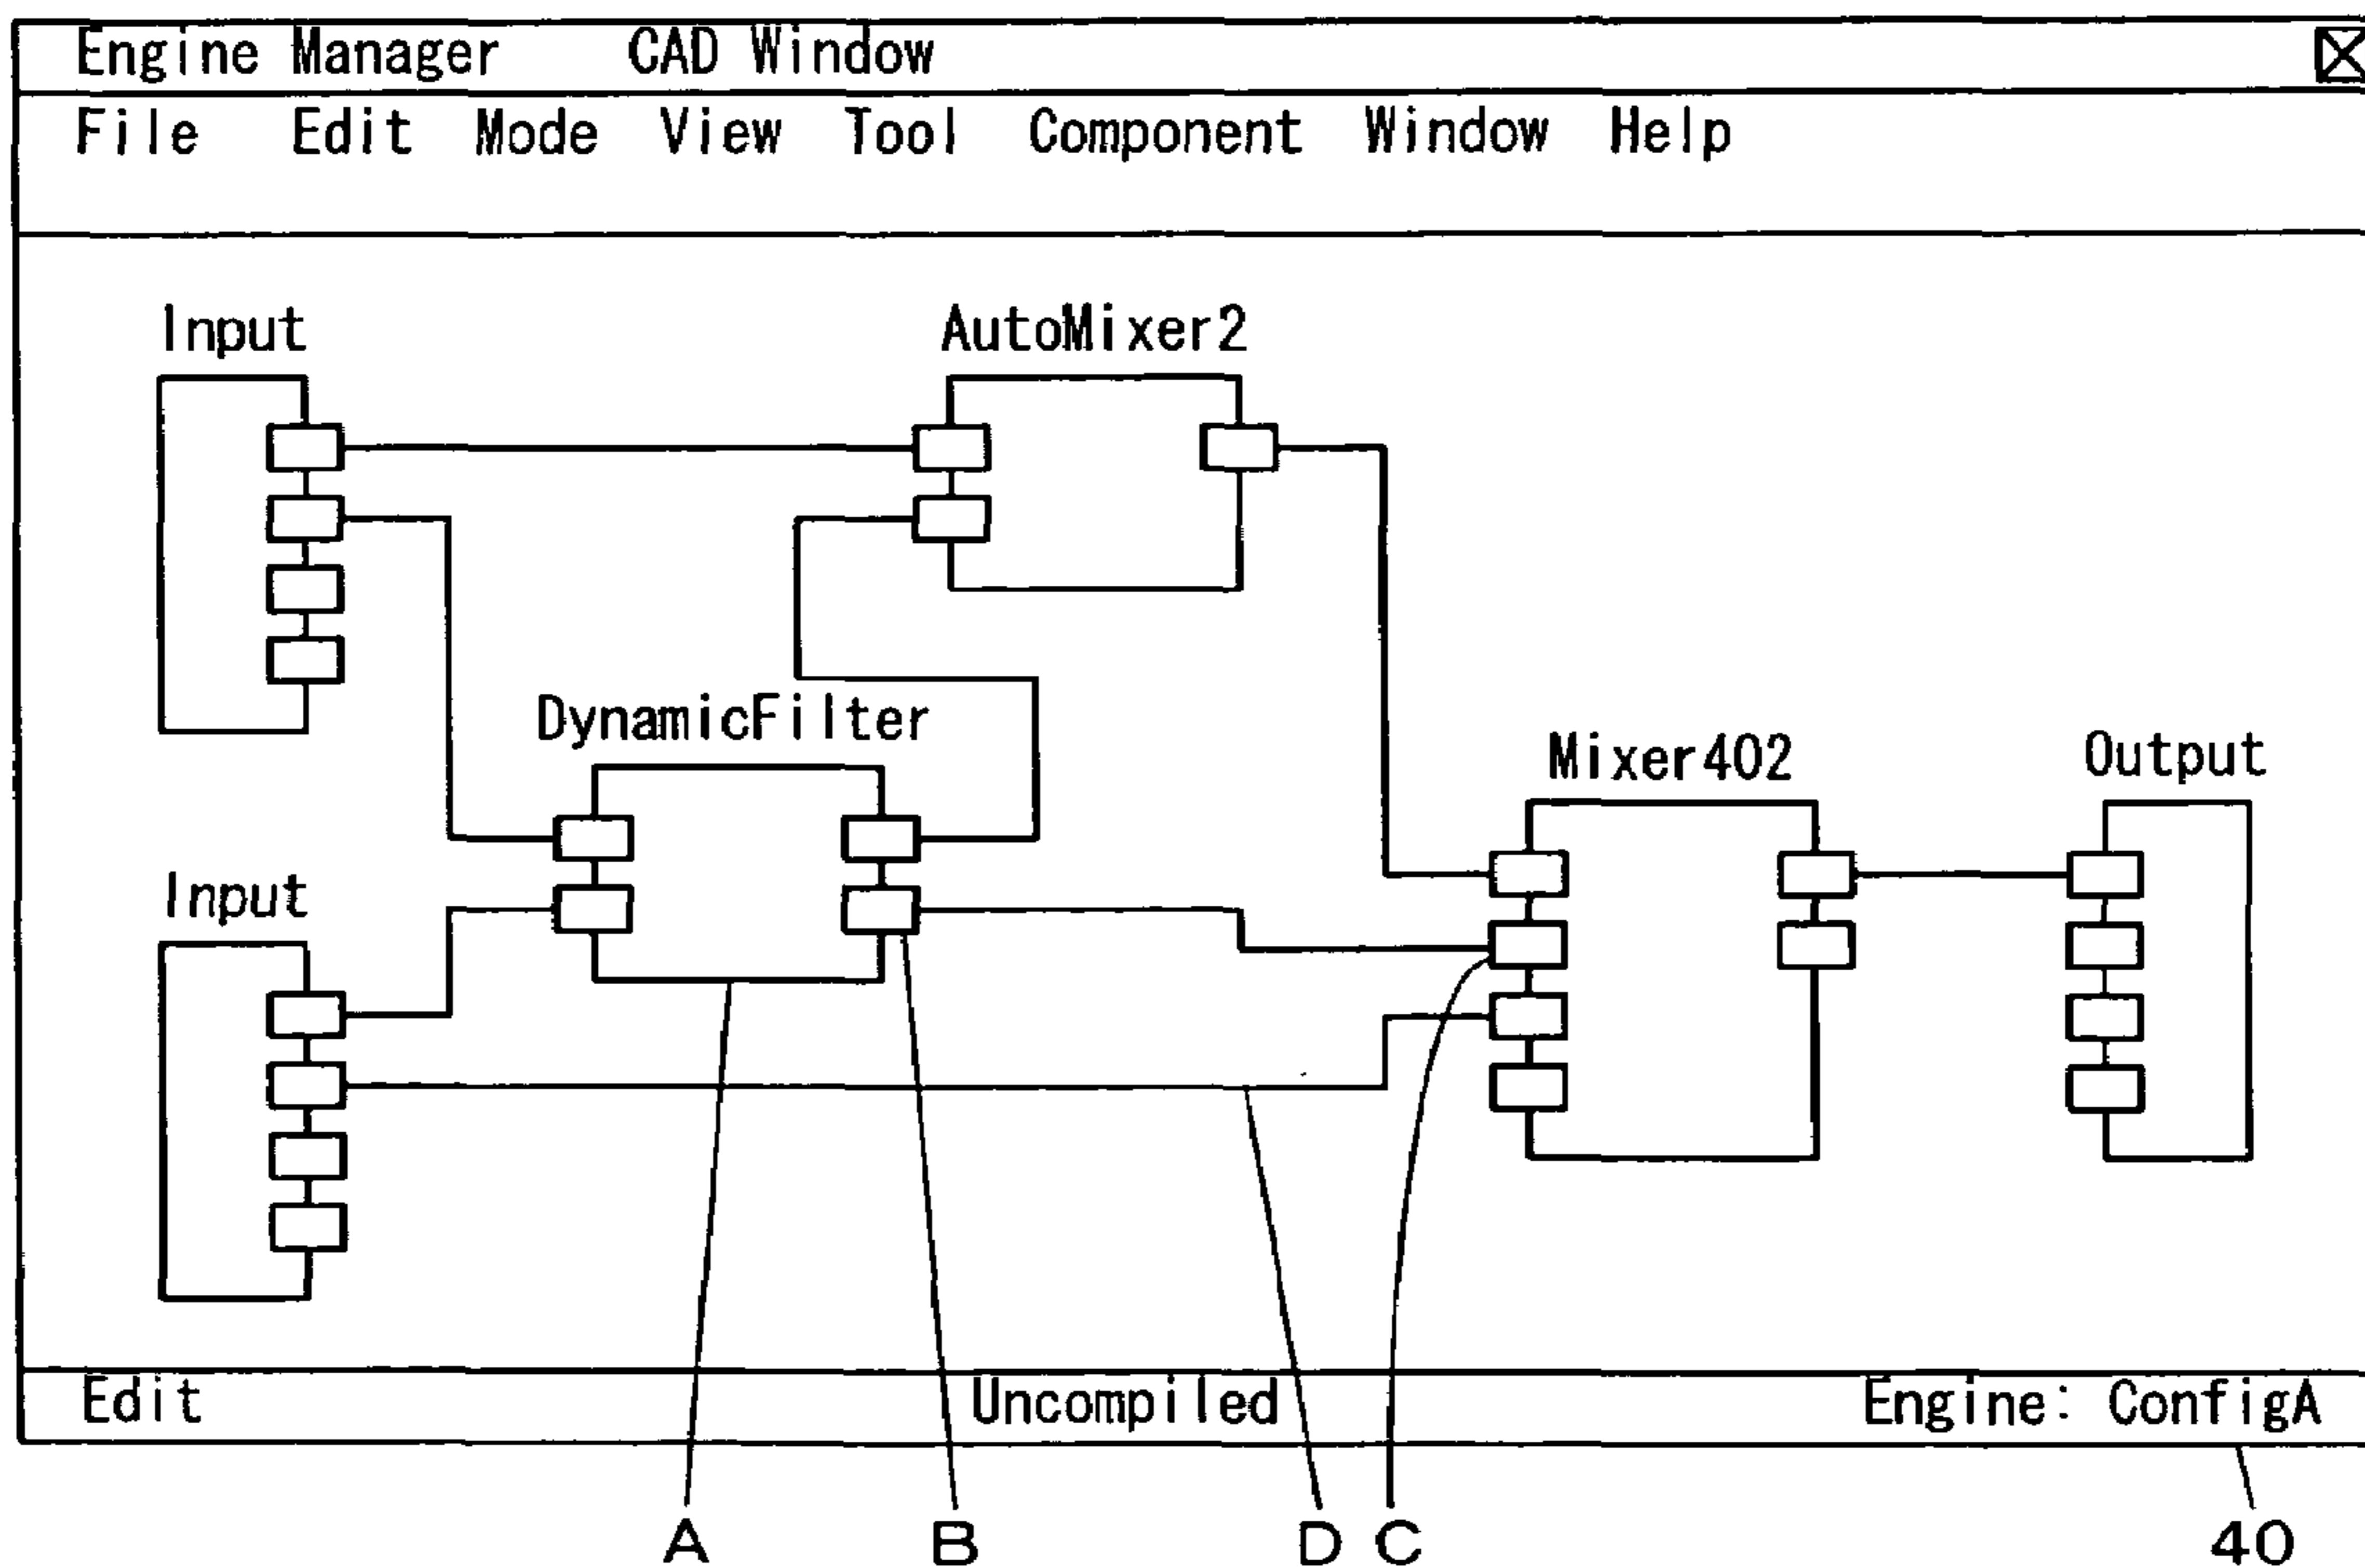 Engine Manager CAD Window
File Edit Mode View Tool Component Window Help
Input
AutoMixer2
DynamicFilter
Mixer402
Output
Input
Edit Uncompiled Engine: ConfigA
A B D C 40